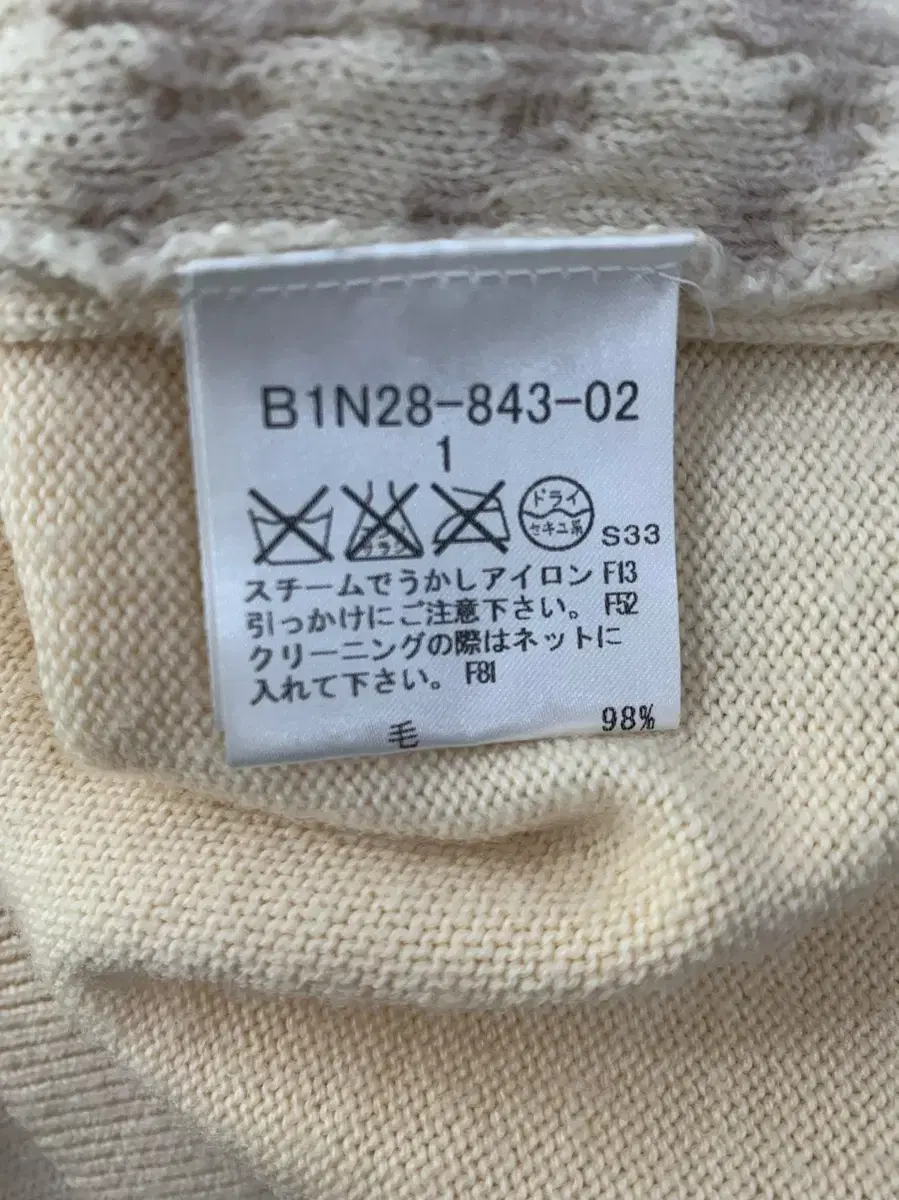 B1N28-843-02
1
ドライ
セキユ系
S33
スチームでうかしアイロン F13
引っかけにご注意下さい。 F52
クリーニングの際はネットに
入れて下さい。 F81
毛 98%